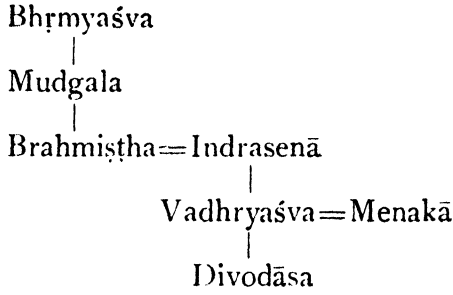 Bhṛmyaśva
Mudgala
Brahmiṣṭha=Indrasenā
Vadhryaśva=Menakā
Divodāsa